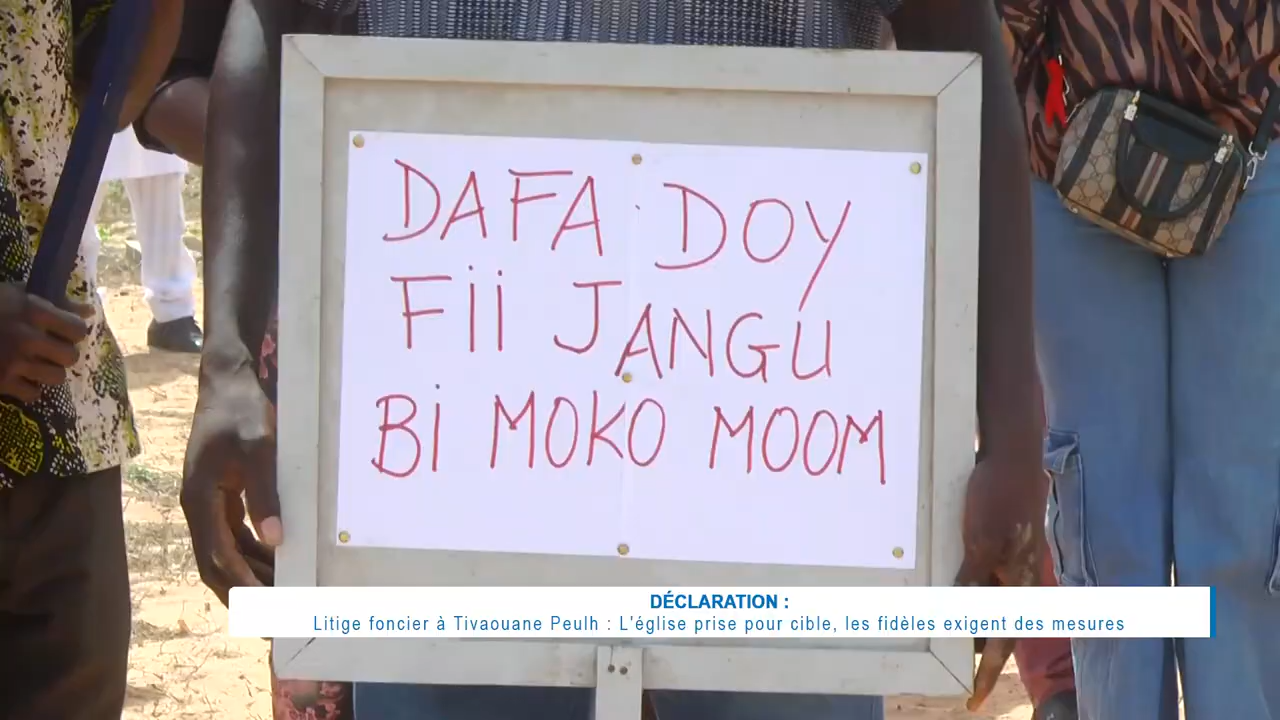 DAFA DOY
Fii JANGU
Bi MOKO MOOM
DÉCLARATION :
Litige foncier à Tivaouane Peulh : L'église prise pour cible, les fidèles exigent des mesures